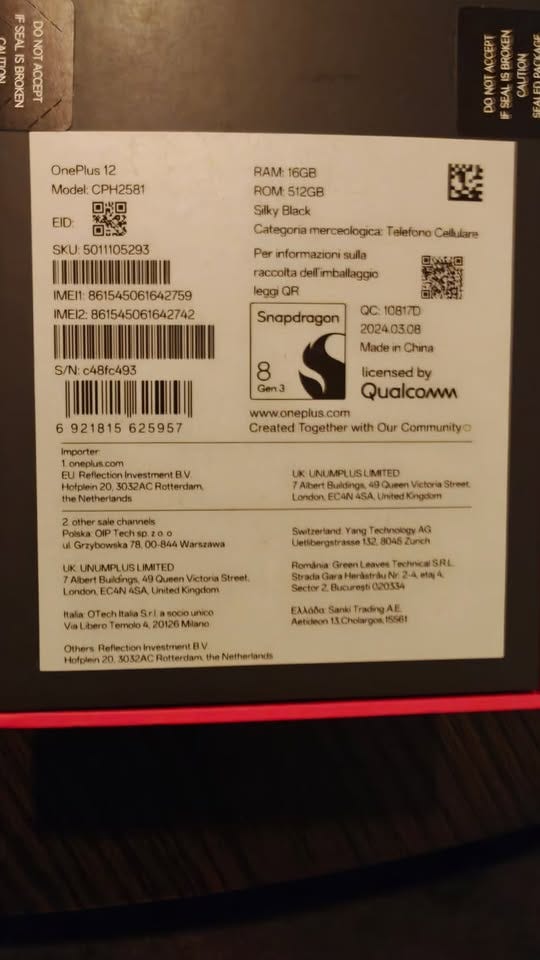 DO NOT ACCEPT
IF SEAL IS BROKEN
CAUTION
DO NOT ACCEPT
IF SEAL IS BROKEN
CAUTION
SEALED PACKAGE
OnePlus 12
Model: CPH2581
EID:
SKU: 5011105293
IMEI1: 861545061642759
IMEI2: 861545061642742
S/N: c48fc493
6 921815 625957
RAM: 16GB
ROM: 512GB
Silky Black
Categoria merceologica: Telefono Cellulare
Per informazioni sulla
raccolta dell'imballaggio
leggi QR
Snapdragon
8
Gen 3
QC: 10817D
2024.03.08
Made in China
licensed by
Qualcomm
www.oneplus.com
Created Together with Our Community
Importer:
1. oneplus.com
EU: Reflection Investment B.V.
Hofplein 20, 3032AC Rotterdam,
the Netherlands
UK: UNUMPLUS LIMITED
7 Albert Buildings, 49 Queen Victoria Street,
London, EC4N 4SA, United Kingdom
2. other sale channels
Polska: OIP Tech sp. z o. o
ul. Grzybowska 78, 00-844 Warszawa
UK: UNUMPLUS LIMITED
7 Albert Buildings, 49 Queen Victoria Street,
London, EC4N 4SA, United Kingdom
Italia: OTech Italia S.r.l. a socio unico
Via Libero Temolo 4, 20126 Milano
Others: Reflection Investment B.V.
Hofplein 20, 3032AC Rotterdam, the Netherlands
Switzerland: Yang Technology AG
Uetlibergstrasse 132, 8045 Zurich
România: Green Leaves Technical S.R.L.
Strada Gara Herăstrău Nr. 2-4, etaj 4,
Sector 2, București 020334
Ελλάδα: Sanki Trading A.E.
Aetideon 13, Cholargos, 15561